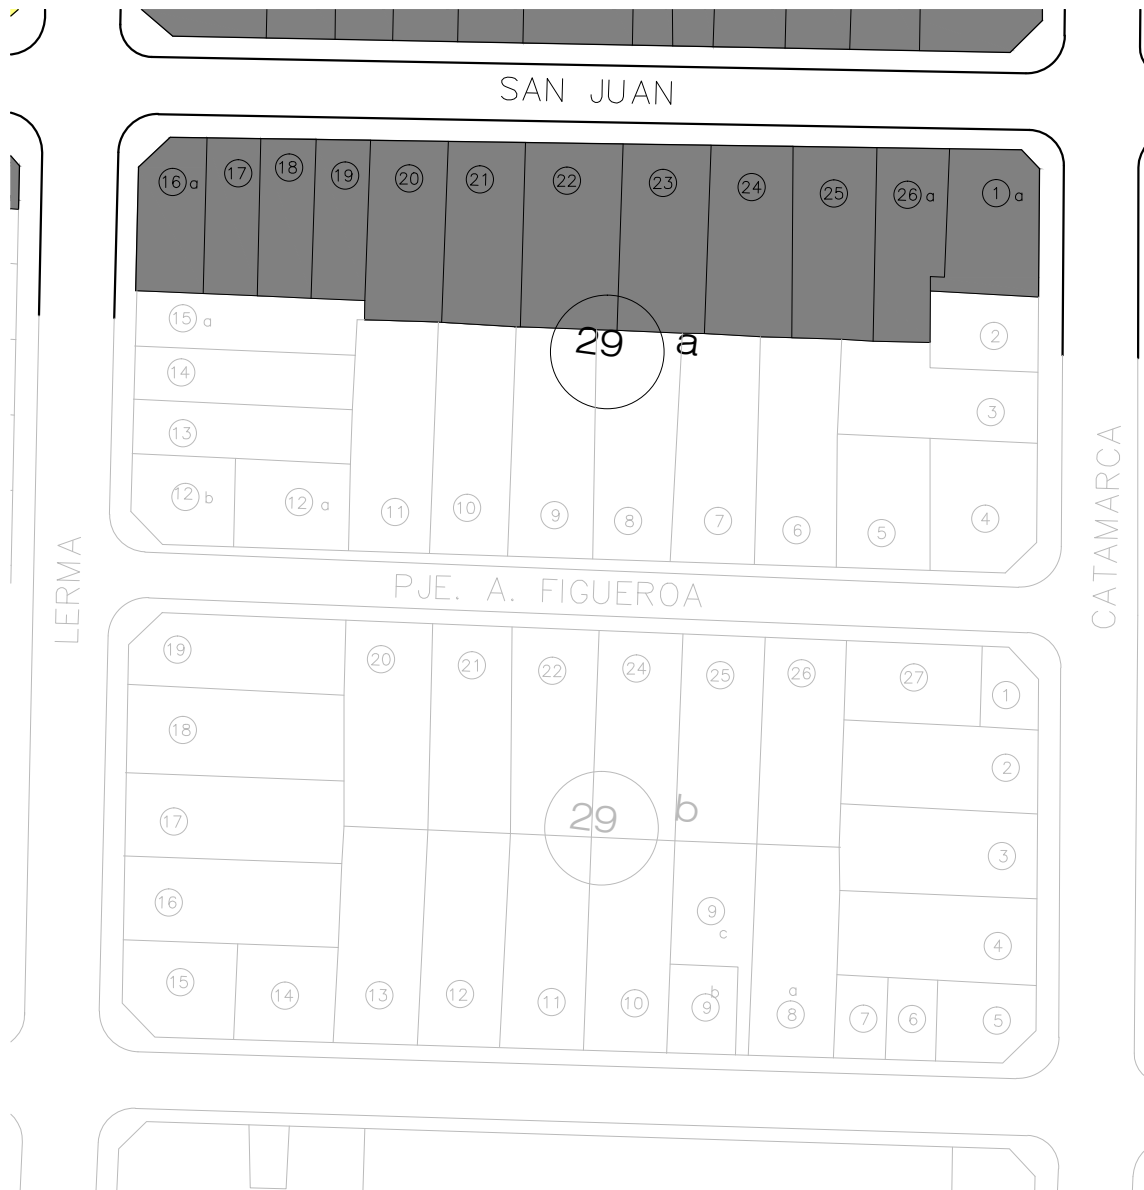 SAN JUAN
16 a 17 18 19 20 21 22 23 24 25 26 a 1 a
15 a
2
29 a
14
3
13
12 b 12 a 11 10 9 8 7 6 5 4
LERMA
CATAMARCA
PJE. A. FIGUEROA
19 20 21 22 24 25 26 27 1
18
2
29 b
17
3
16
9 c
4
15 14 13 12 11 10 9 b 8 a 7 6 5